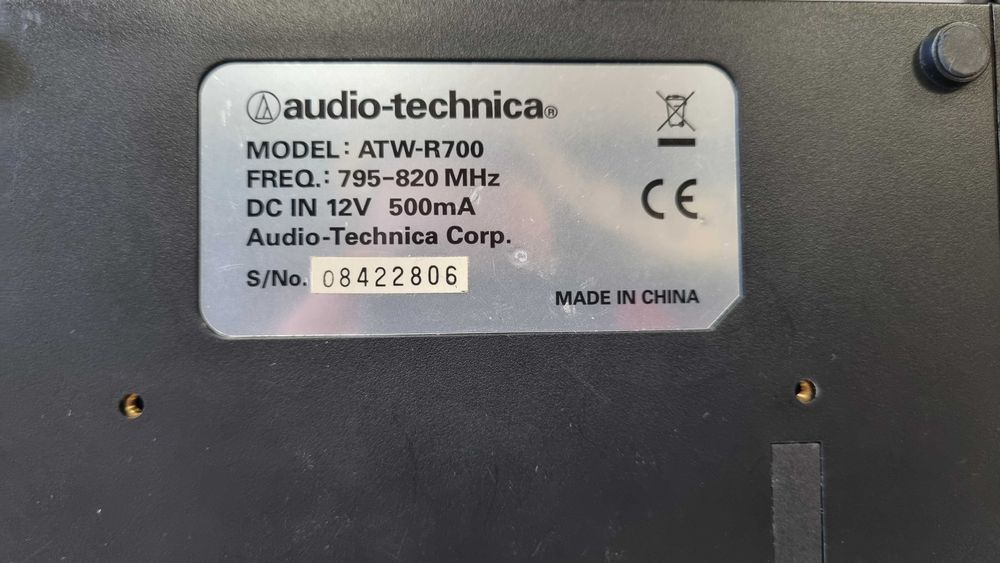 audio-technica®
MODEL: ATW-R700
FREQ.: 795-820 MHz
DC IN 12V 500mA
Audio-Technica Corp.
S/No. 08422806
CE
MADE IN CHINA